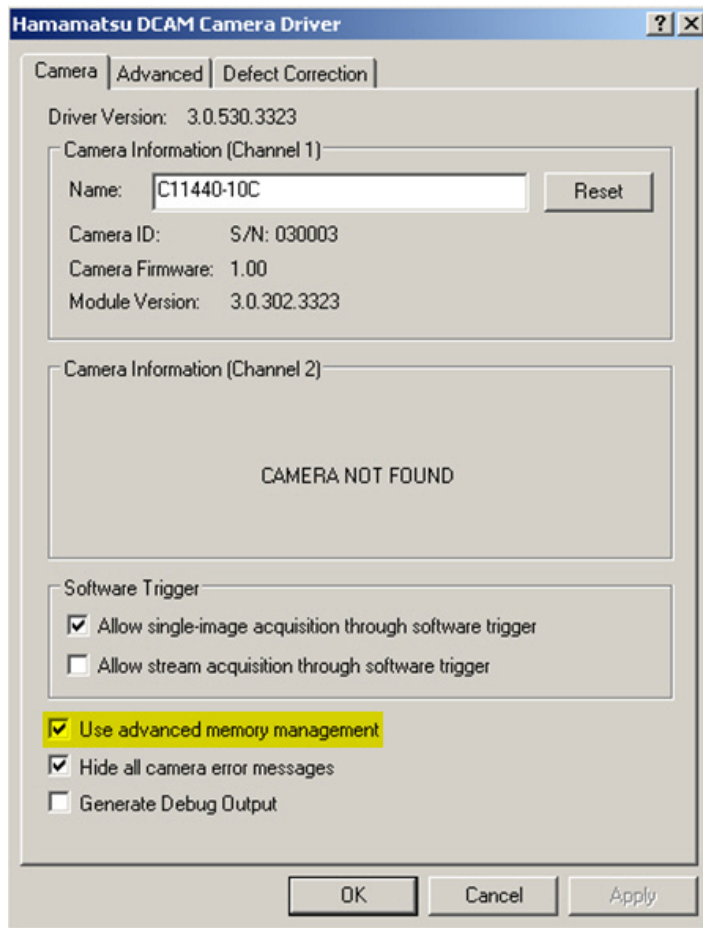 Hamamatsu DCAM Camera Driver
Camera Advanced Defect Correction
Driver Version: 3.0.530.3323
Camera Information (Channel 1)
Name: C11440-10C Reset
Camera ID: S/N: 030003
Camera Firmware: 1.00
Module Version: 3.0.302.3323
Camera Information (Channel 2)
CAMERA NOT FOUND
Software Trigger
Allow single-image acquisition through software trigger
Allow stream acquisition through software trigger
Use advanced memory management
Hide all camera error messages
Generate Debug Output
OK Cancel Apply